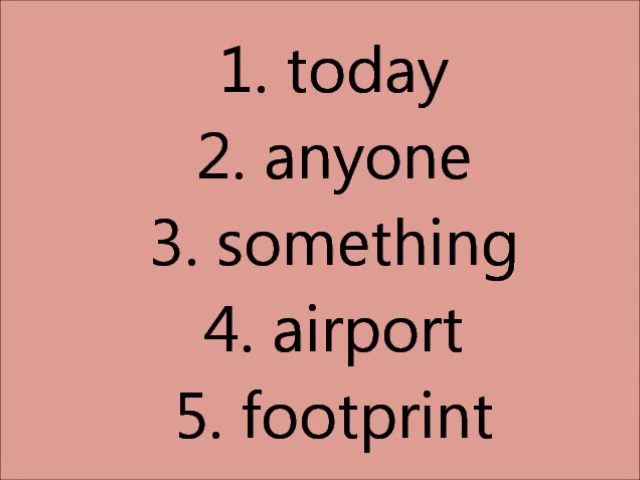 1. today
2. anyone
3. something
4. airport
5. footprint